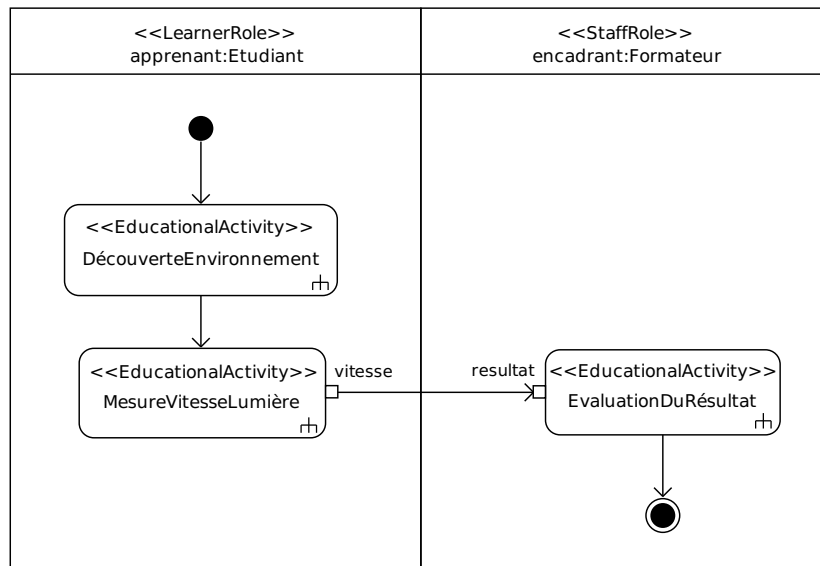 <<LearnerRole>>
apprenant:Etudiant
<<StaffRole>>
encadrant:Formateur
<<EducationalActivity>>
DécouverteEnvironnement
<<EducationalActivity>>
MesureVitesseLumière
vitesse
resultat
<<EducationalActivity>>
EvaluationDuRésultat